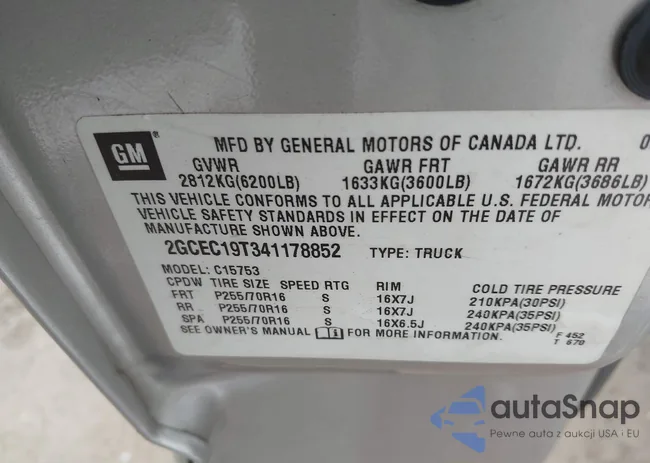 GM ®
MFD BY GENERAL MOTORS OF CANADA LTD. 0
GVWR GAWR FRT GAWR RR
2812KG(6200LB) 1633KG(3600LB) 1672KG(3686LB)
THIS VEHICLE CONFORMS TO ALL APPLICABLE U.S. FEDERAL MOTOR
VEHICLE SAFETY STANDARDS IN EFFECT ON THE DATE OF
MANUFACTURE SHOWN ABOVE.
2GCEC19T341178852 TYPE: TRUCK
MODEL: C15753
CPDW TIRE SIZE SPEED RTG RIM COLD TIRE PRESSURE
FRT P255/70R16 S 16X7J 210KPA(30PSI)
RR P255/70R16 S 16X7J 240KPA(35PSI)
SPA P255/70R16 S 16X6.5J 240KPA(35PSI)
SEE OWNER'S MANUAL FOR MORE INFORMATION.
F 452
T 670
autaSnap
Pewne auta z aukcji USA i EU